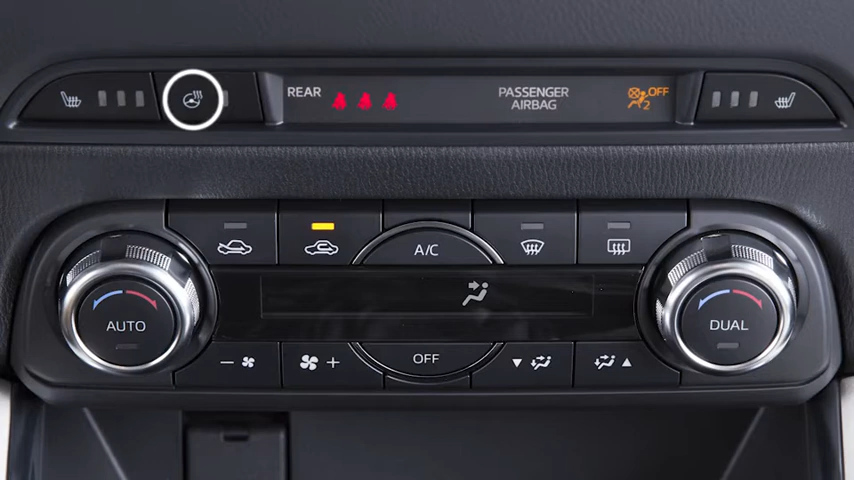 REAR
PASSENGER
AIRBAG
OFF
2
A/C
AUTO
DUAL
OFF